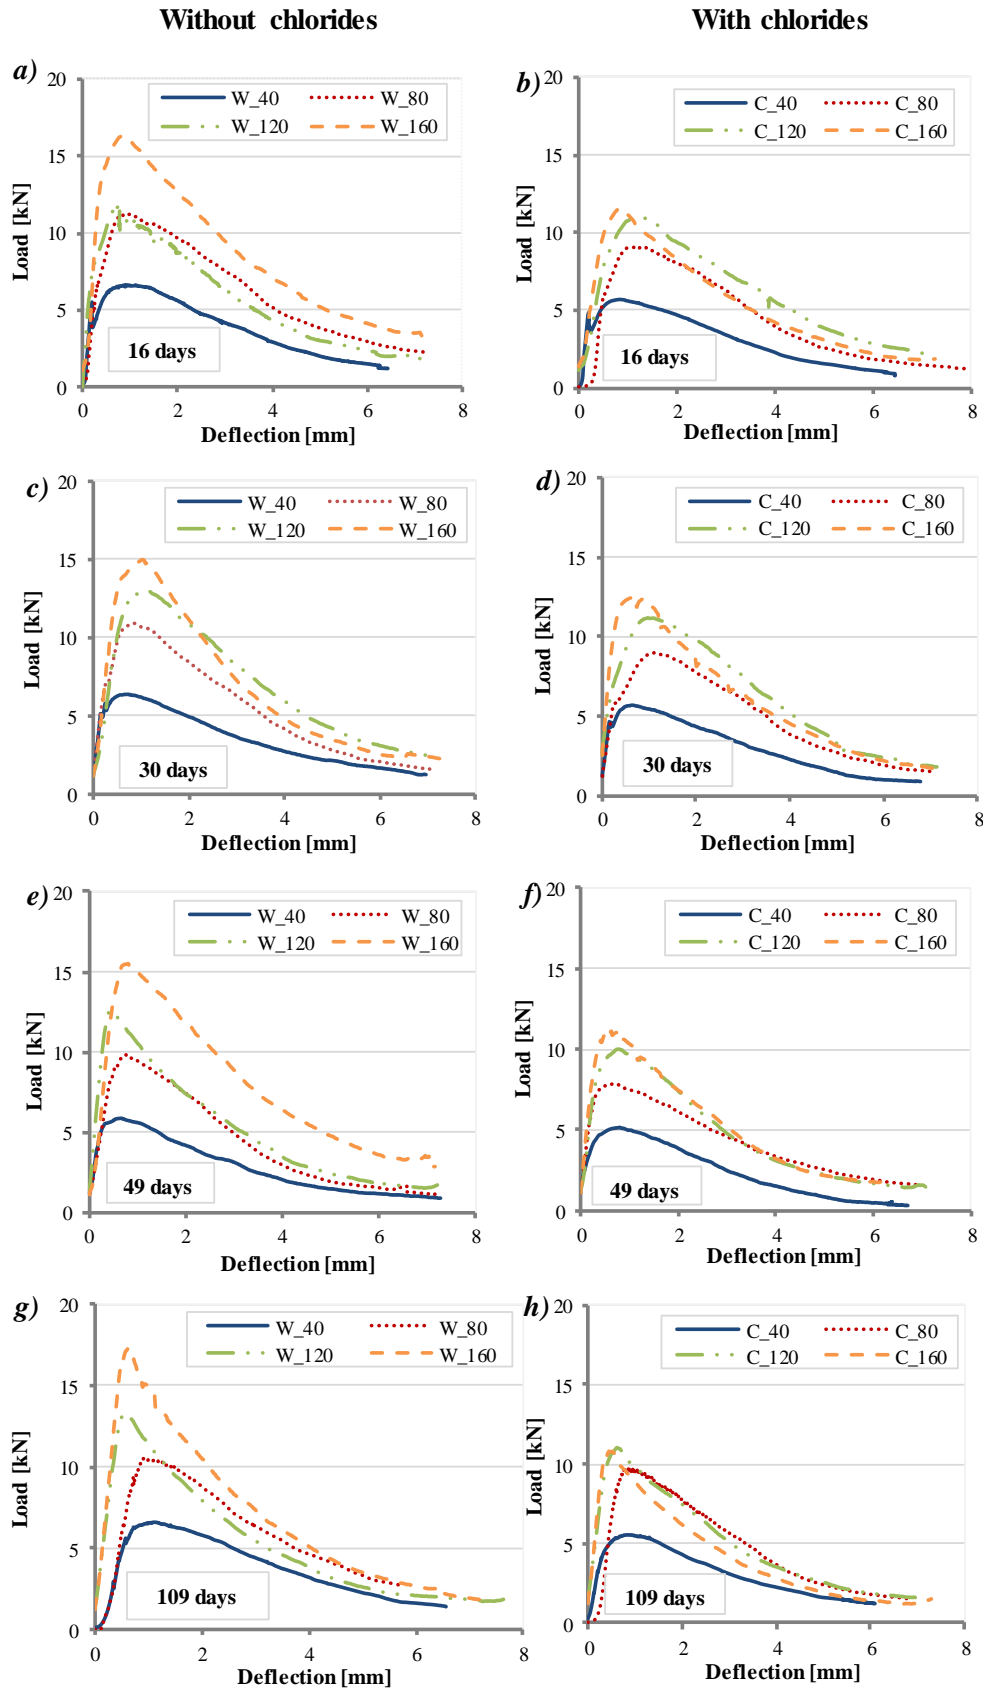 Without chlorides
With chlorides
a)
20
15
10
5
0
Load [kN]
W_40
W_80
W_120
W_160
16 days
0 2 4 6 8
Deflection [mm]
b)
20
15
10
5
0
Load [kN]
C_40
C_80
C_120
C_160
16 days
0 2 4 6 8
Deflection [mm]
c)
20
15
10
5
0
Load [kN]
W_40
W_80
W_120
W_160
30 days
0 2 4 6 8
Deflection [mm]
d)
20
15
10
5
0
Load [kN]
C_40
C_80
C_120
C_160
30 days
0 2 4 6 8
Deflection [mm]
e)
20
15
10
5
0
Load [kN]
W_40
W_80
W_120
W_160
49 days
0 2 4 6 8
Deflection [mm]
f)
20
15
10
5
0
Load [kN]
C_40
C_80
C_120
C_160
49 days
0 2 4 6 8
Deflection [mm]
g)
20
15
10
5
0
Load [kN]
W_40
W_80
W_120
W_160
109 days
0 2 4 6 8
Deflection [mm]
h)
20
15
10
5
0
Load [kN]
C_40
C_80
C_120
C_160
109 days
0 2 4 6 8
Deflection [mm]